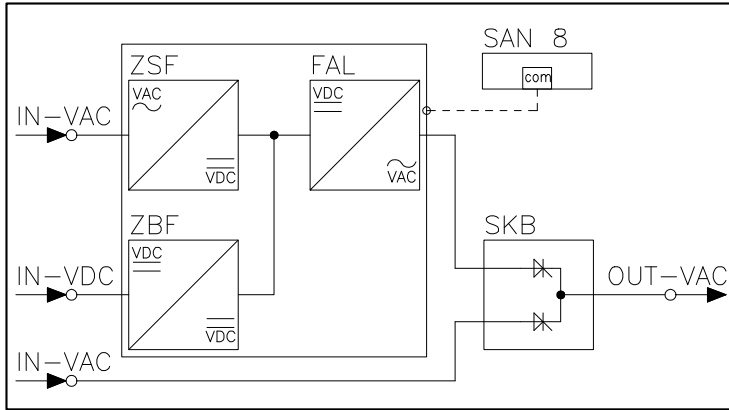 SAN 8
com
ZSF
FAL
VAC
VDC
VDC
VAC
IN-VAC
ZBF
VDC
VDC
SKB
IN-VDC
OUT-VAC
IN-VAC